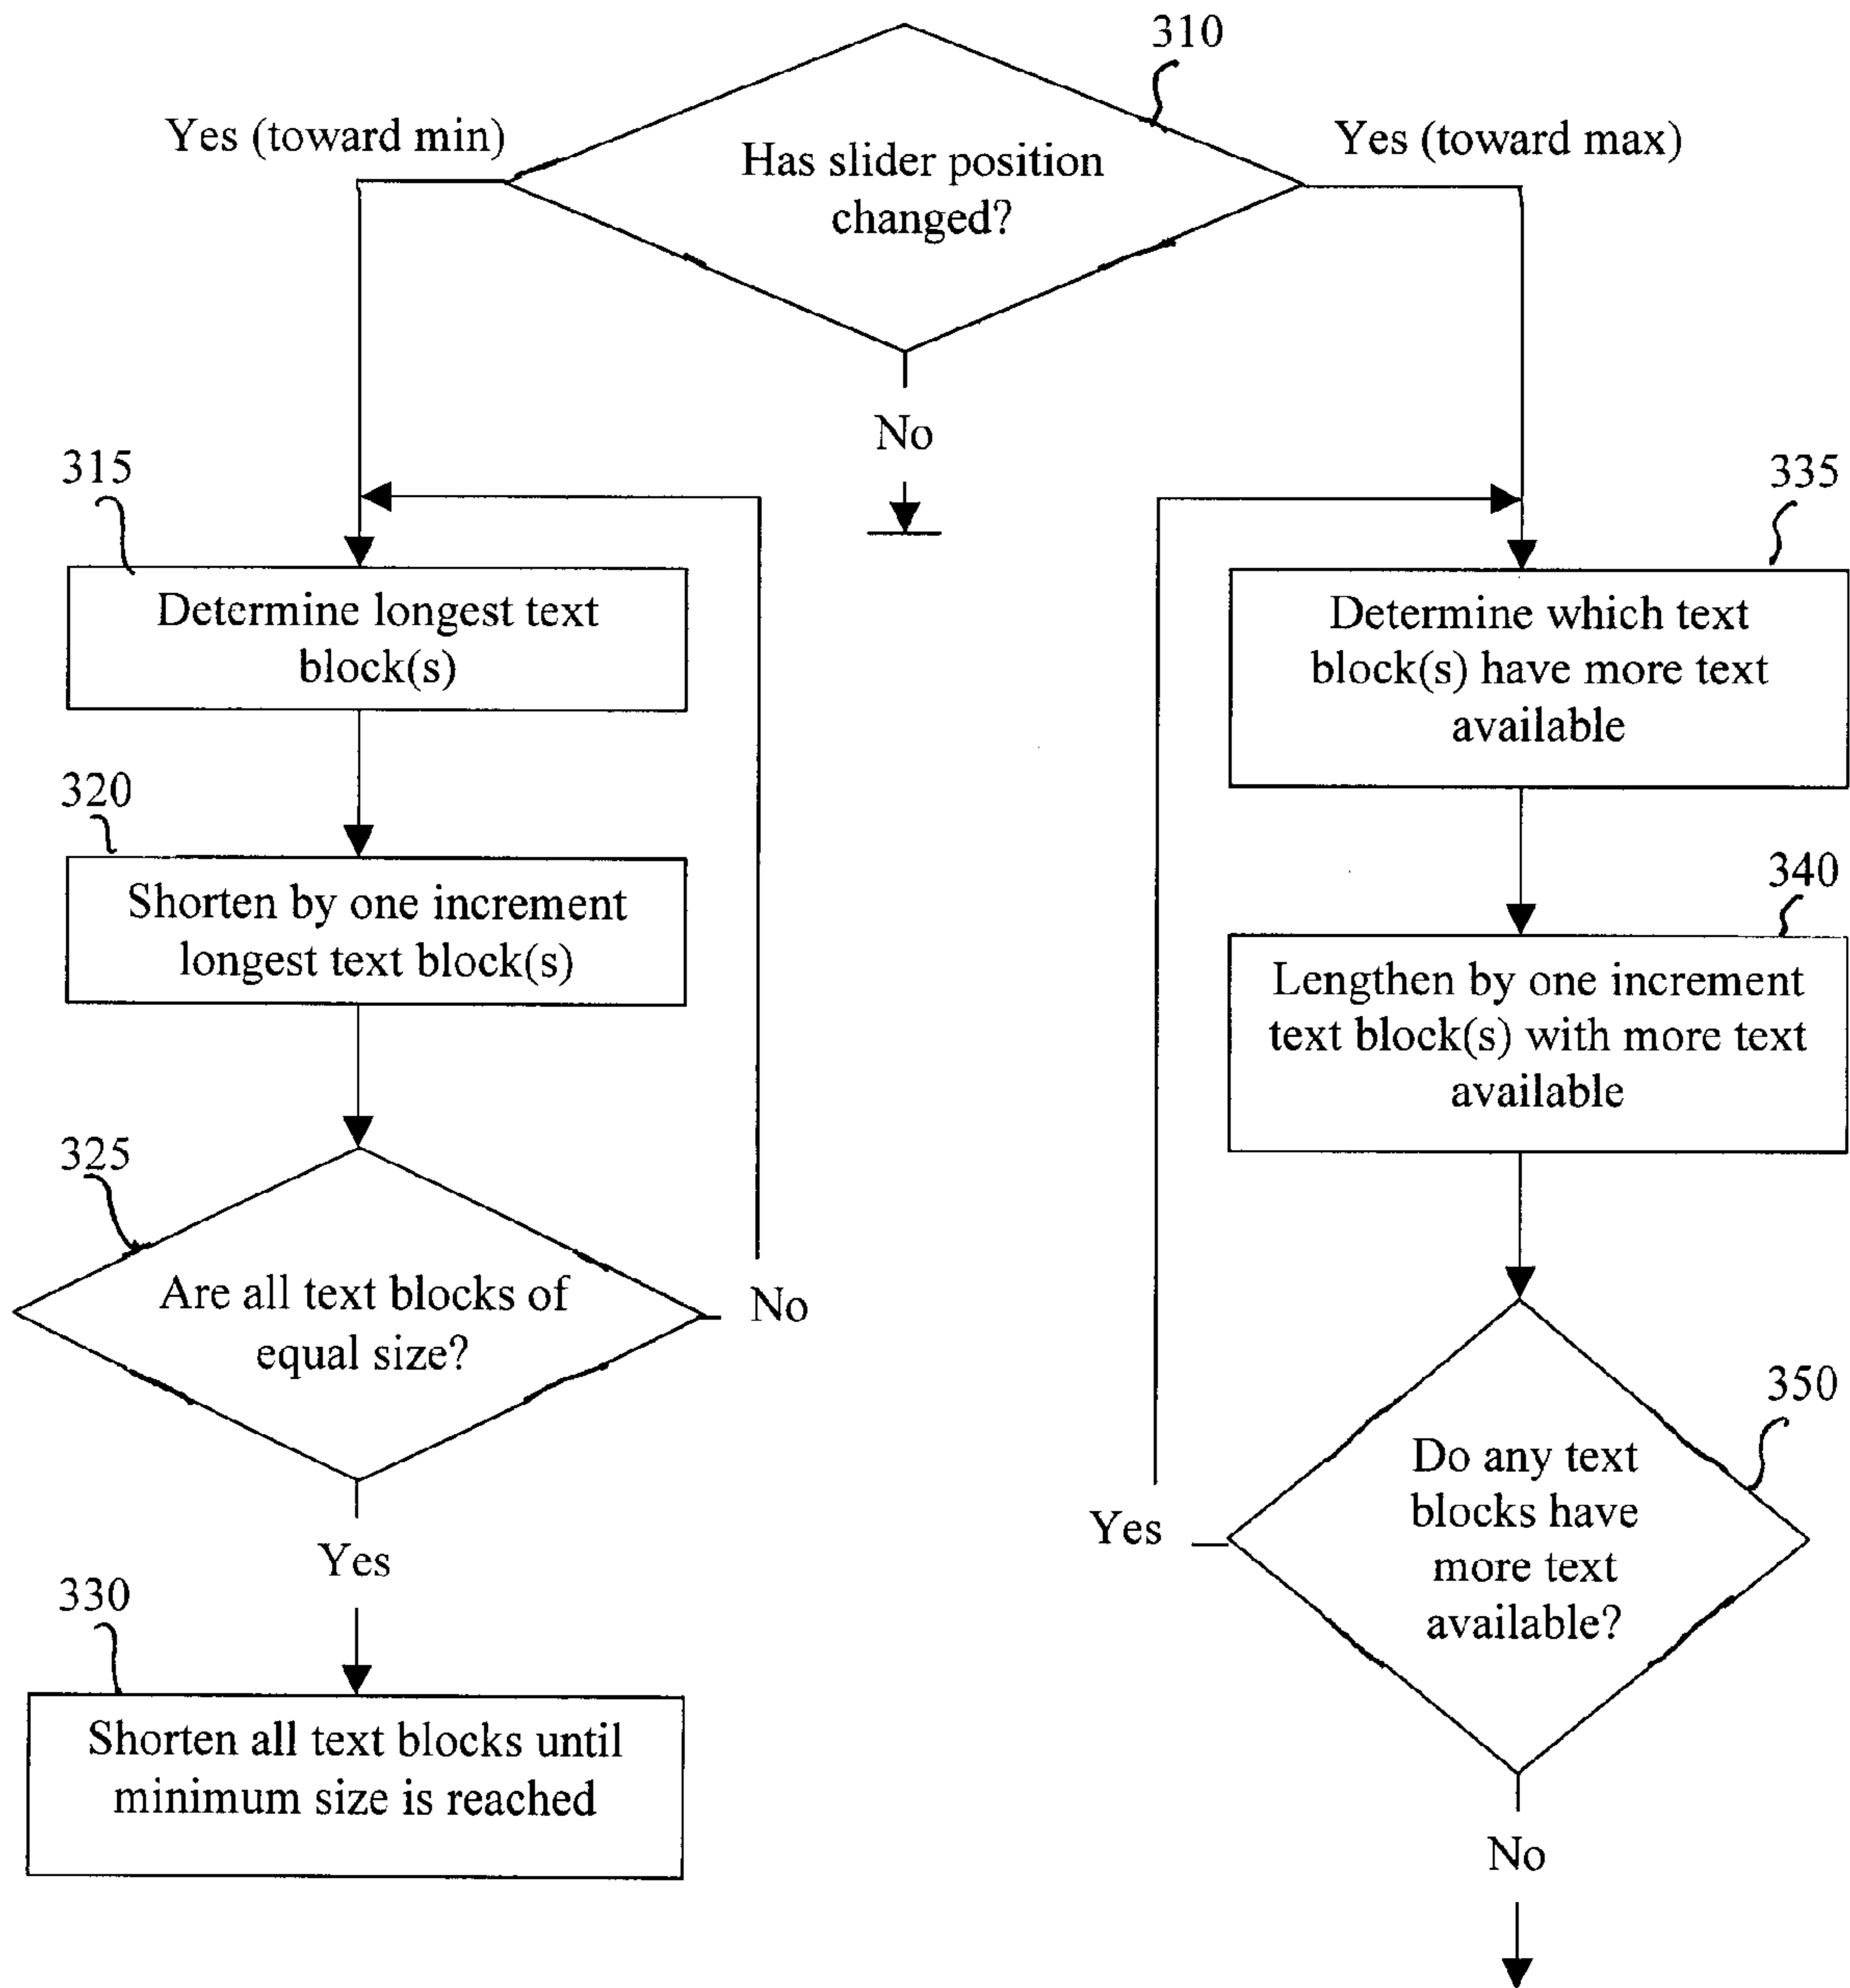 310
Yes (toward min)
Yes (toward max)
Has slider position
changed?
No
315
335
Determine longest text
block(s)
Determine which text
block(s) have more text
available
320
340
Shorten by one increment
longest text block(s)
Lengthen by one increment
text block(s) with more text
available
325
Are all text blocks of
equal size?
No
350
Do any text
blocks have
more text
available?
Yes
Yes
330
Shorten all text blocks until
minimum size is reached
No